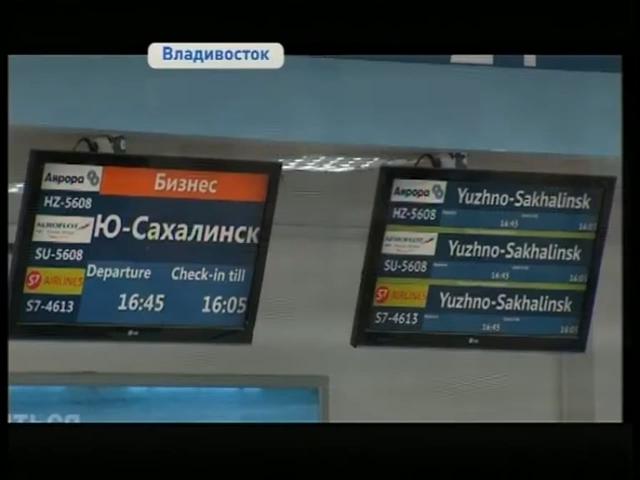 Владивосток
Аврора
Бизнес
HZ-5608
AEROFLOT
Ю-Сахалинск
SU-5608
S7 AIRLINES
Departure Check-in till
S7-4613
16:45 16:05
LG
Аврора
Yuzhno-Sakhalinsk
HZ-5608
16:45 16:05
AEROFLOT
Yuzhno-Sakhalinsk
SU-5608
16:45 16:05
S7 AIRLINES
Yuzhno-Sakhalinsk
S7-4613
16:45 16:05
LG